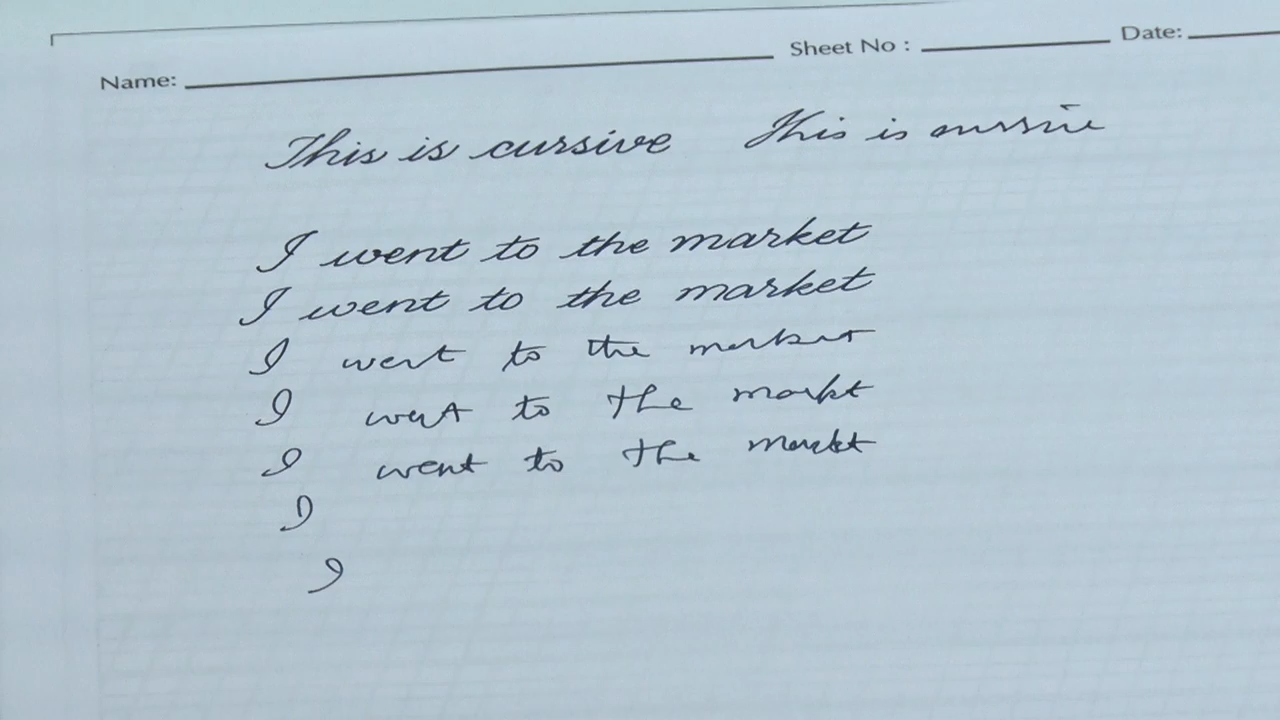 Name: Sheet No : Date:
This is cursive This is cursive
I went to the market
I went to the market
I went to the market
I went to the market
I went to the market
I
I